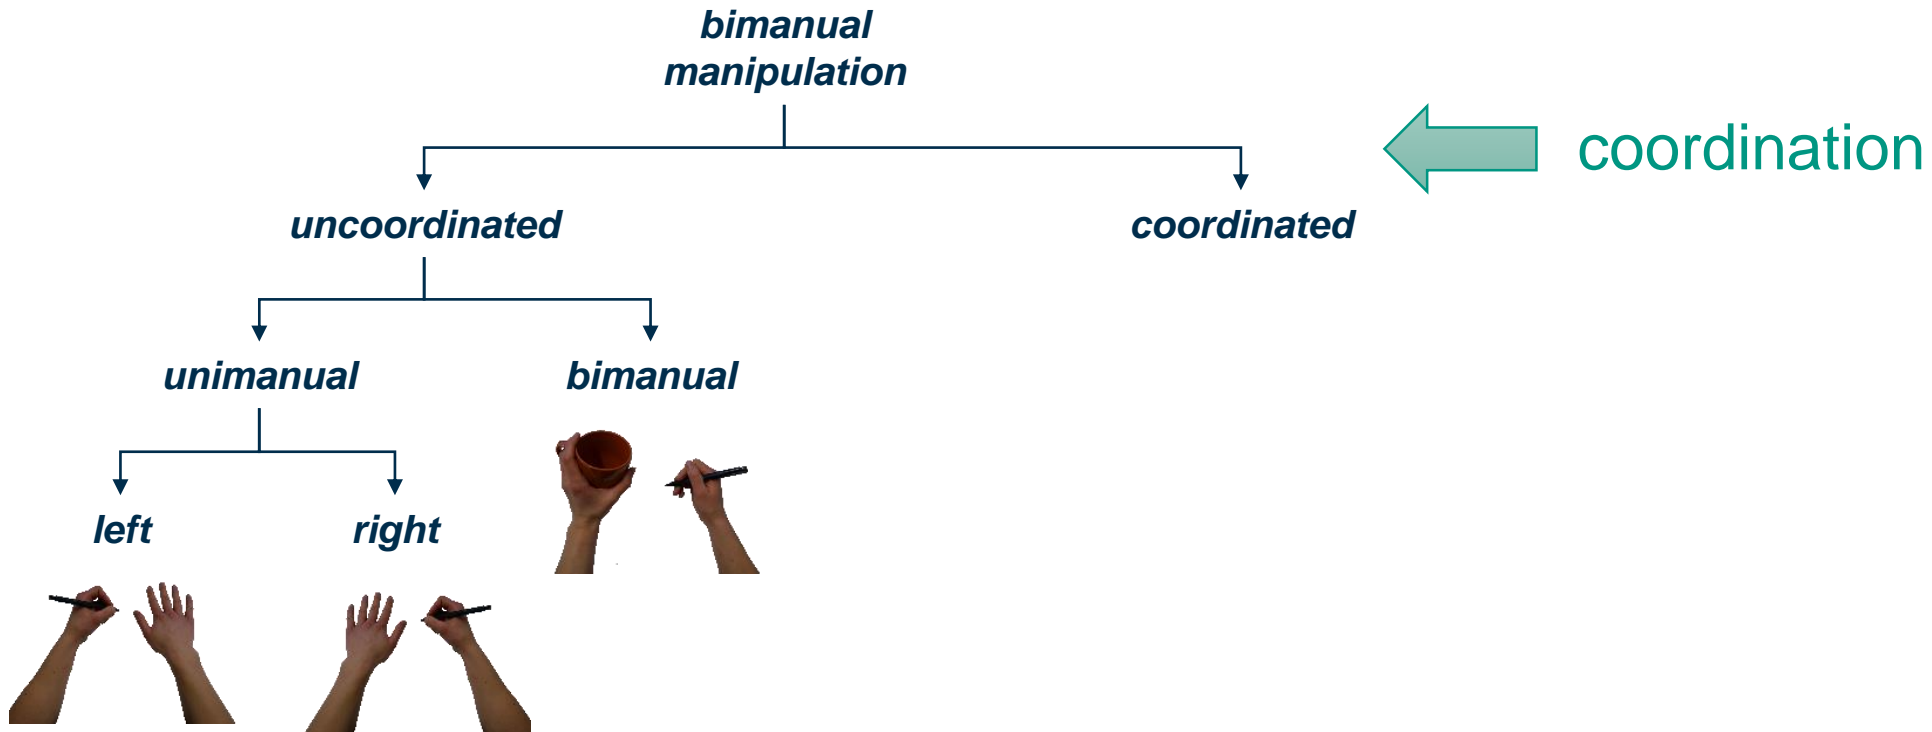 bimanual
manipulation
coordination
uncoordinated
coordinated
unimanual
bimanual
left
right